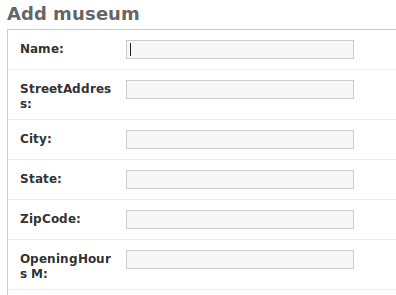 Add museum
Name:
StreetAddres
s:
City:
State:
ZipCode:
OpeningHour
s M: